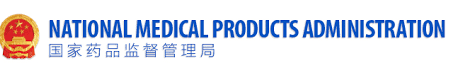 NATIONAL MEDICAL PRODUCTS ADMINISTRATION
国家药品监督管理局